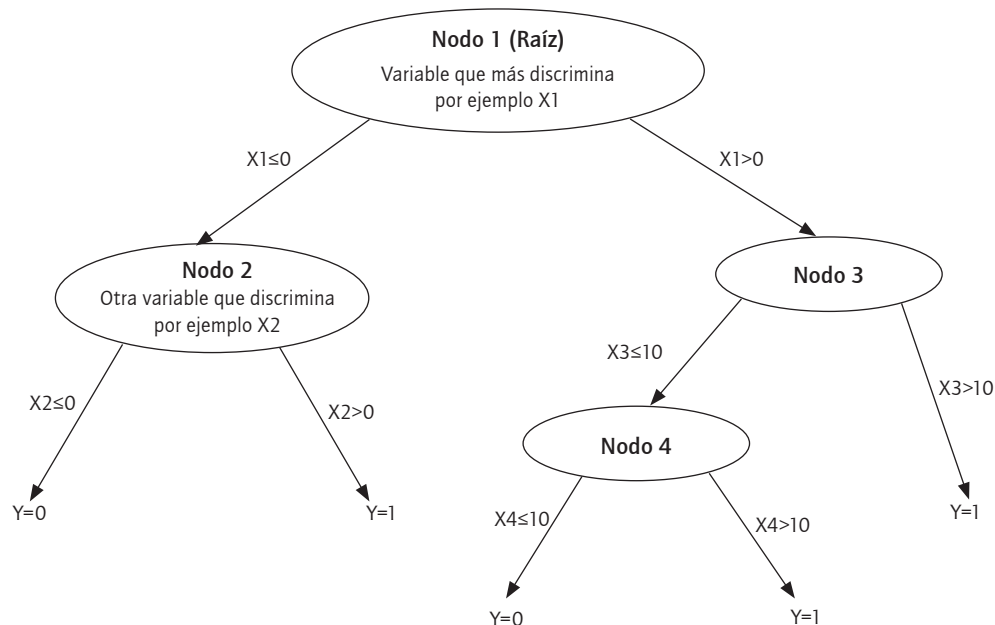 Nodo 1 (Raíz)
Variable que más discrimina
por ejemplo X1
X1≤0
X1>0
Nodo 2
Otra variable que discrimina
por ejemplo X2
Nodo 3
X3≤10
X2≤0
X2>0
X3>10
Nodo 4
Y=0
Y=1
X4≤10
X4>10
Y=1
Y=0
Y=1